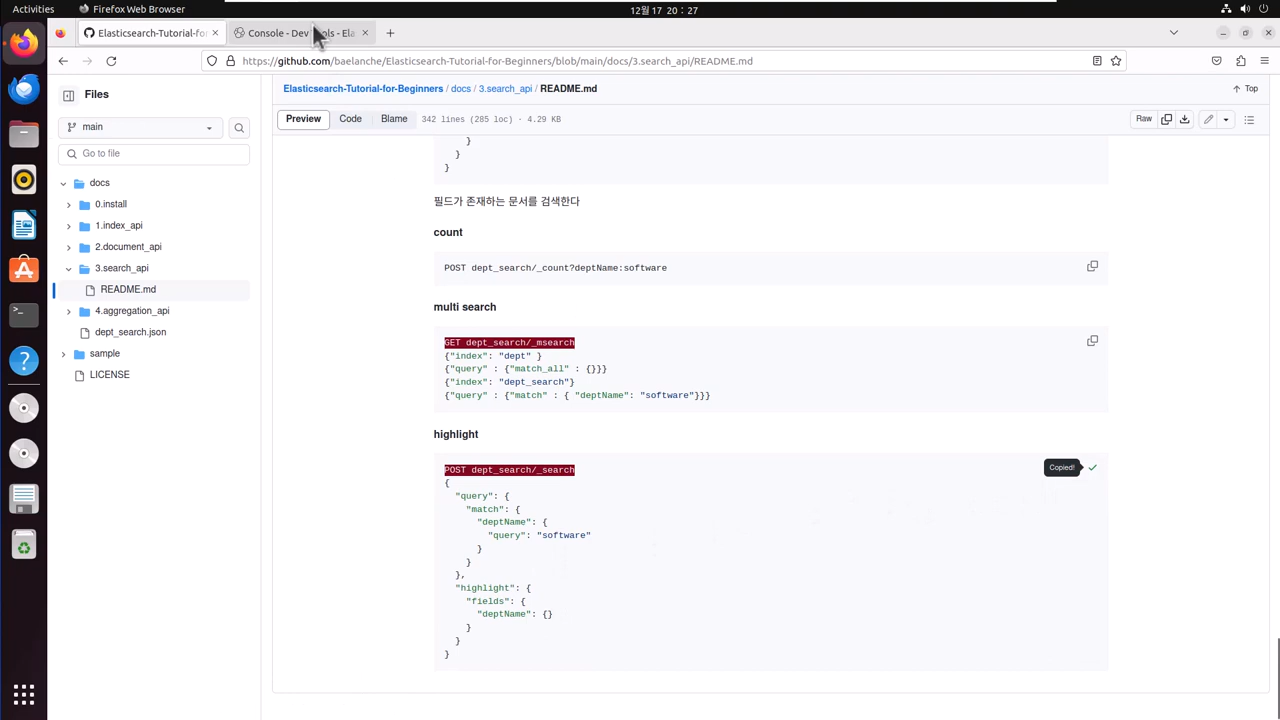 Activities
Firefox Web Browser
12월 17 20 : 27
Elasticsearch-Tutorial-for-
Console - Dev Tools - Ela
https://github.com/baelanche/Elasticsearch-Tutorial-for-Beginners/blob/main/docs/3.search_api/README.md
Files
main
Go to file
docs
0.install
1.index_api
2.document_api
3.search_api
README.md
4.aggregation_api
dept_search.json
sample
LICENSE
Elasticsearch-Tutorial-for-Beginners / docs / 3.search_api / README.md
Top
Preview
Code
Blame
342 lines (285 loc) · 4.29 KB
Raw
}
}
}
필드가 존재하는 문서를 검색한다
count
POST dept_search/_count?deptName:software
multi search
GET dept_search/_msearch
{"index": "dept" }
{"query" : {"match_all" : {}}}
{"index": "dept_search"}
{"query" : {"match" : { "deptName": "software"}}}
highlight
POST dept_search/_search
Copied!
{
"query": {
"match": {
"deptName": {
"query": "software"
}
}
},
"highlight": {
"fields": {
"deptName": {}
}
}
}